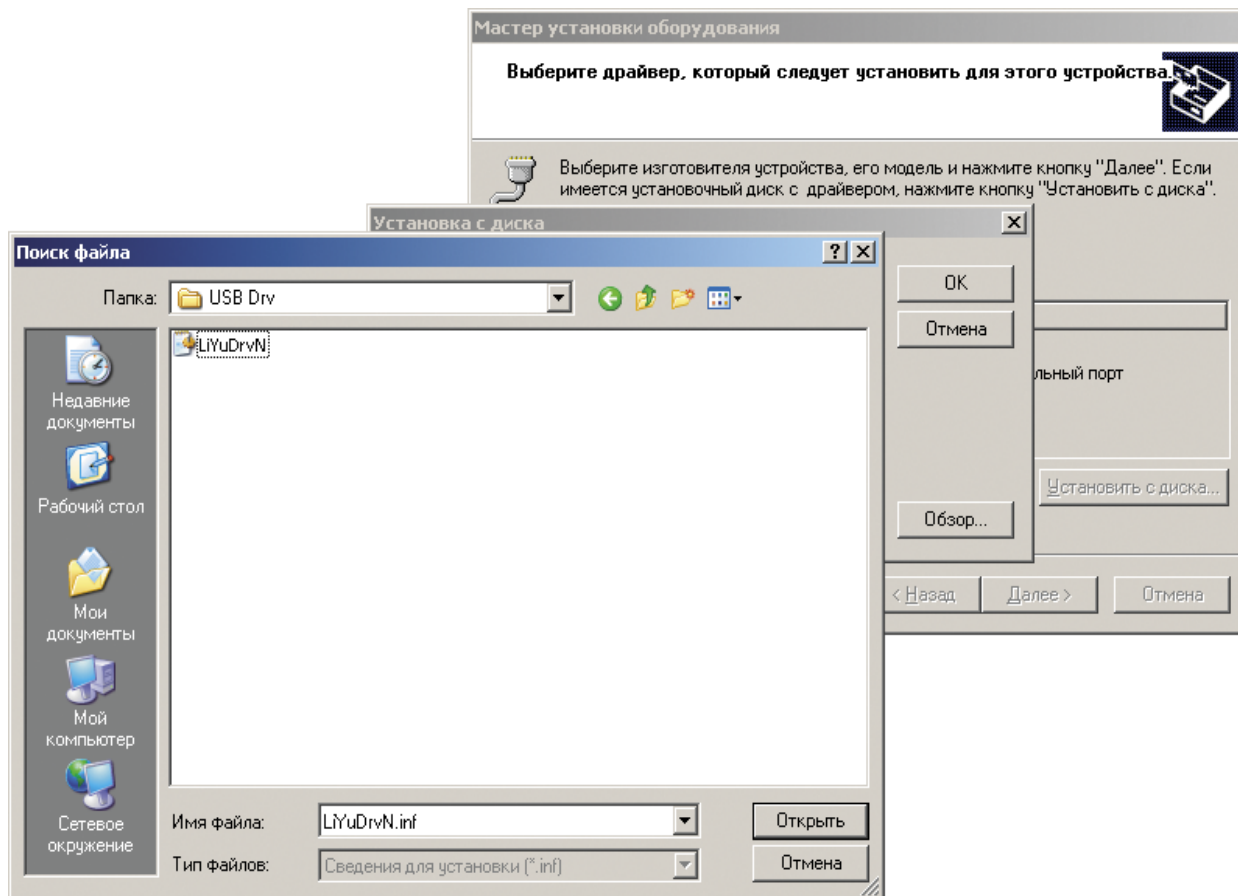 Мастер установки оборудования
Выберите драйвер, который следует установить для этого устройства.
Выберите изготовителя устройства, его модель и нажмите кнопку "Далее". Если
имеется установочный диск с драйвером, нажмите кнопку "Установить с диска".
Установка с диска
OK
Отмена
льный порт
Установить с диска...
Обзор...
< Назад
Далее >
Отмена
Поиск файла
Папка:
USB Drv
LiYuDrvN
Недавние
документы
Рабочий стол
Мои
документы
Мой
компьютер
Сетевое
окружение
Имя файла:
LiYuDrvN.inf
Открыть
Тип файлов:
Сведения для установки (*.inf)
Отмена